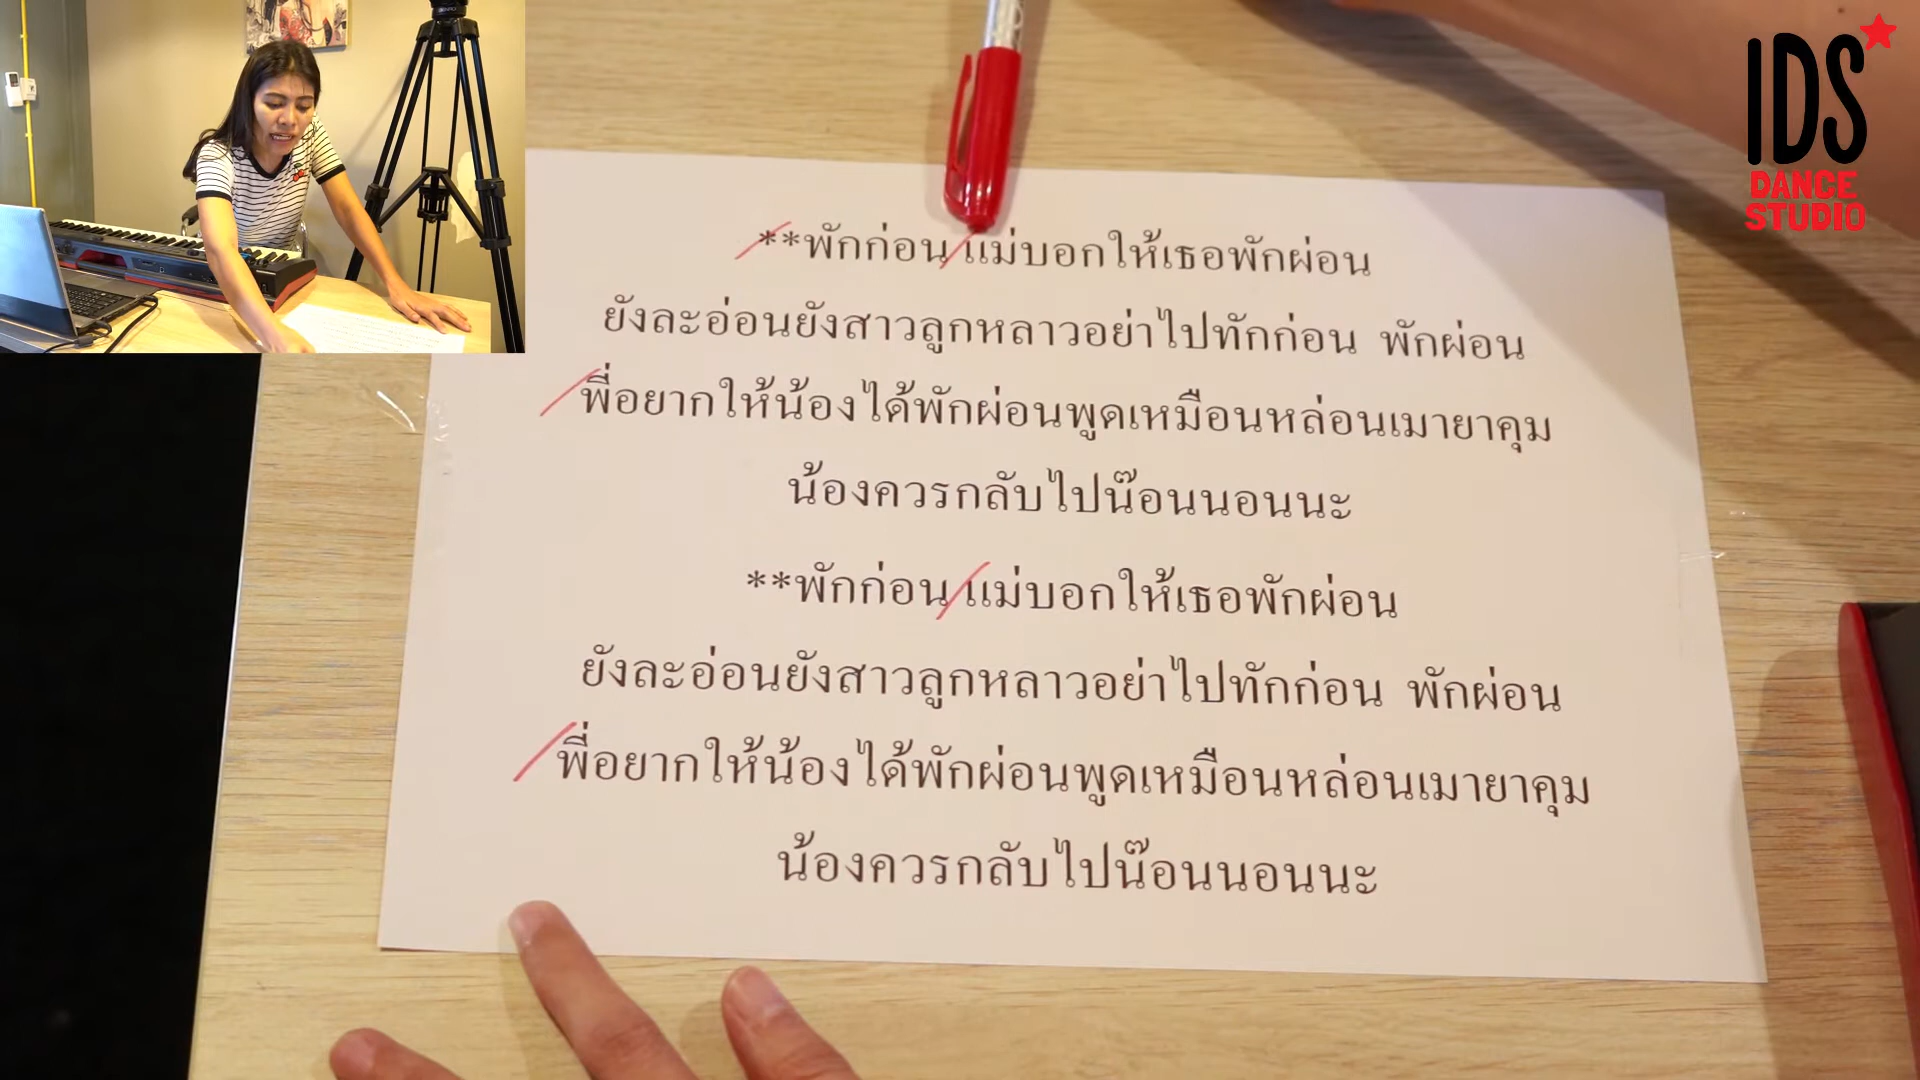 IDS
DANCE
STUDIO
**พักก่อน แม่บอกให้เธอพักผ่อน
ยังละอ่อนยังสาวลูกหลาวอย่าไปทักก่อน พักผ่อน
พี่อยากให้น้องได้พักผ่อนพูดเหมือนหล่อนเมายาคุม
น้องควรกลับไปน๊อนนอนนะ
**พักก่อน แม่บอกให้เธอพักผ่อน
ยังละอ่อนยังสาวลูกหลาวอย่าไปทักก่อน พักผ่อน
พี่อยากให้น้องได้พักผ่อนพูดเหมือนหล่อนเมายาคุม
น้องควรกลับไปน๊อนนอนนะ